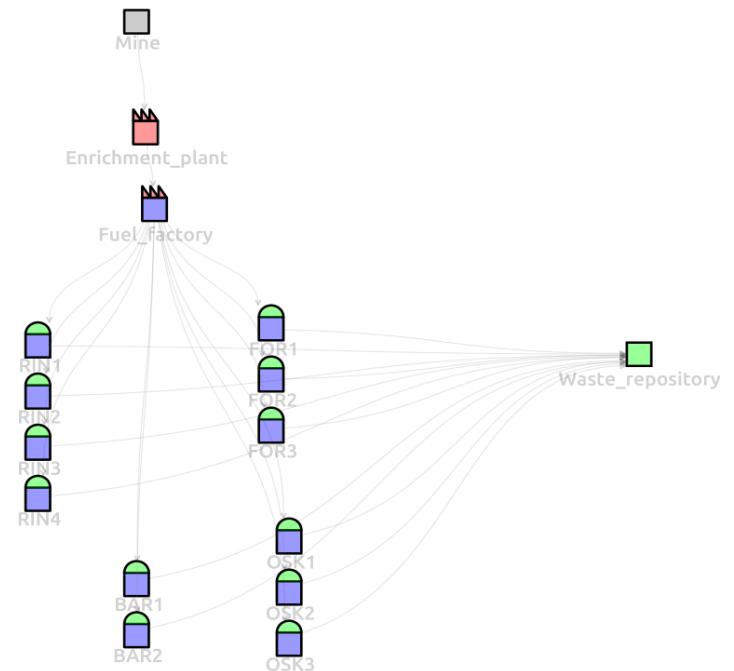 Mine
Enrichment_plant
Fuel_factory
FOR1
RIN1
Waste_repository
FOR2
RIN2
FOR3
RIN3
RIN4
OSK1
BAR1
OSK2
BAR2
OSK3